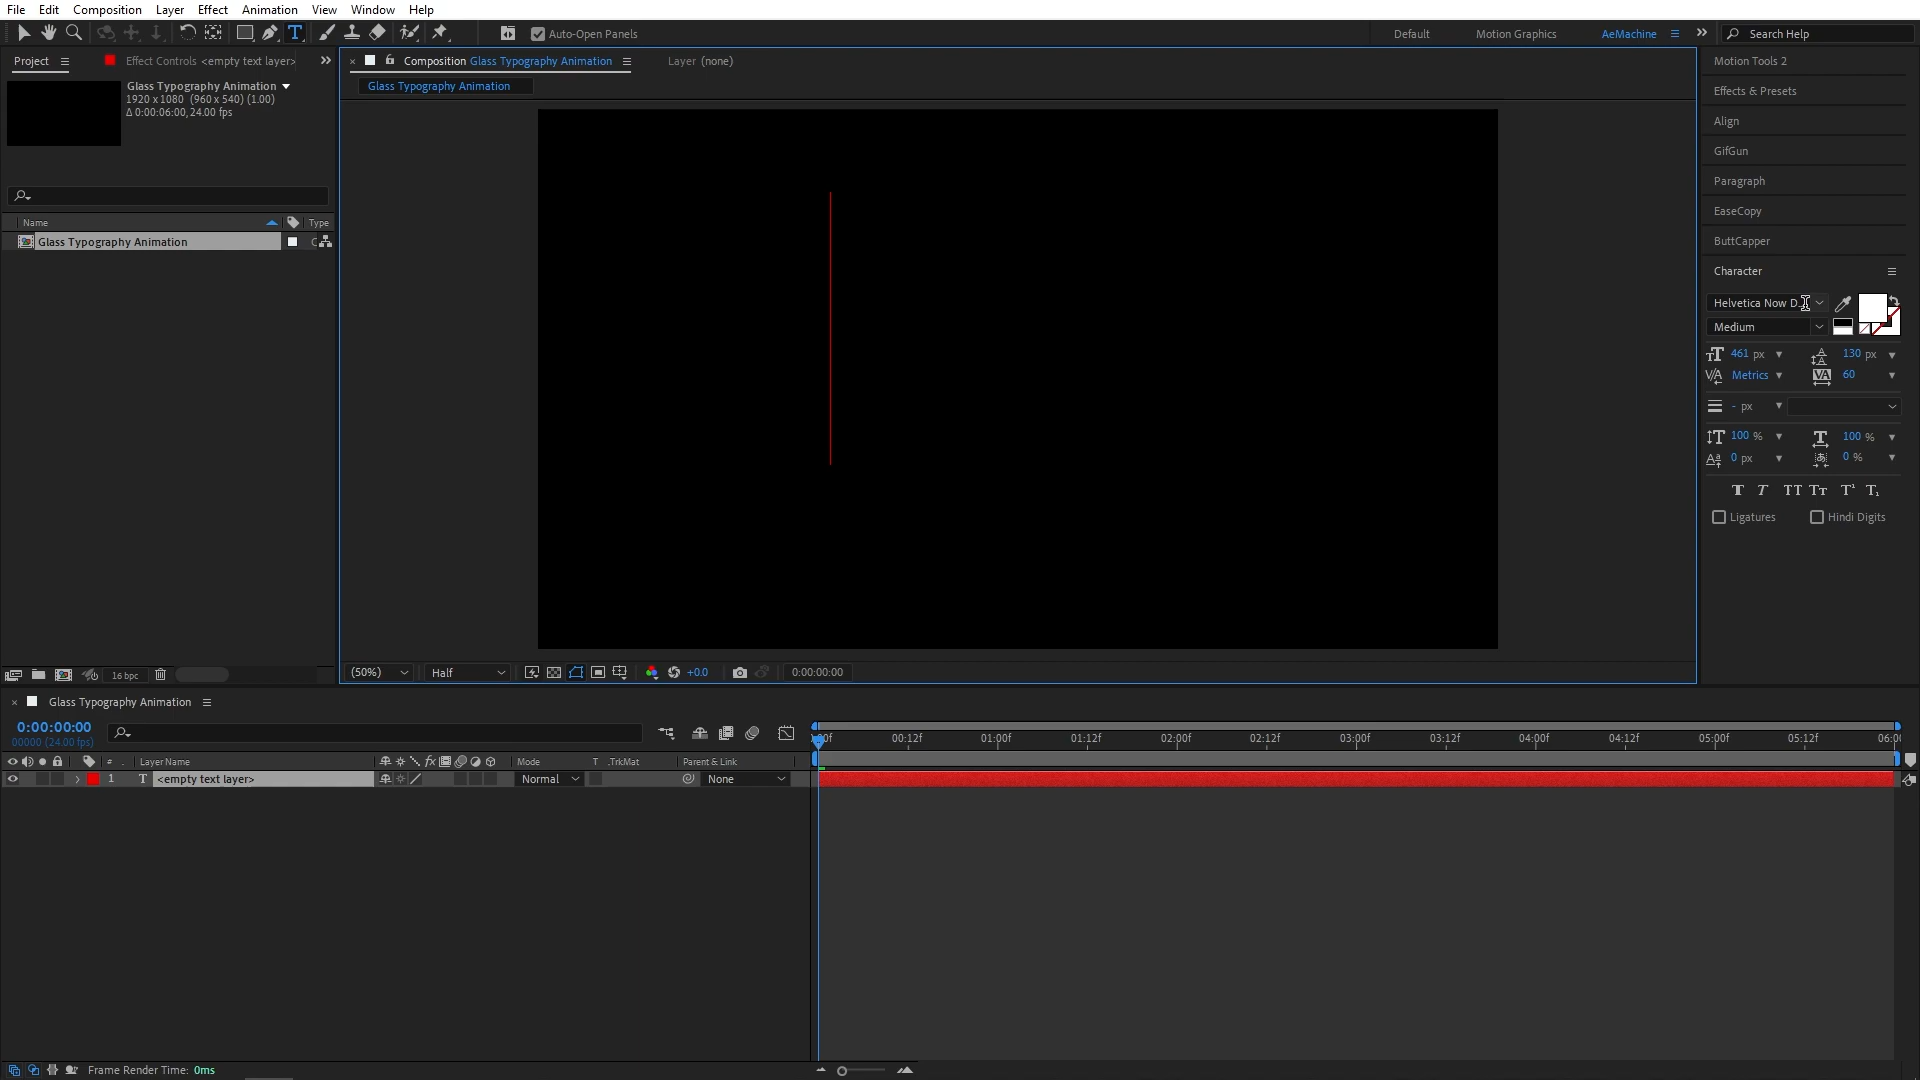 File Edit Composition Layer Effect Animation View Window Help
Auto-Open Panels
Default Motion Graphics AeMachine Search Help
Project Effect Controls <empty text layer>
Glass Typography Animation
1920 x 1080 (960 x 540) (1.00)
Δ 0:00:06:00, 24.00 fps
Name Type
Glass Typography Animation
16 bpc
Composition Glass Typography Animation Layer (none)
Glass Typography Animation
(50%) Half +0.0 0:00:00:00
Motion Tools 2
Effects & Presets
Align
GifGun
Paragraph
EaseCopy
ButtCapper
Character
Helvetica Now D...
Medium
461 px 130 px
Metrics 60
- px
100 % 100 %
0 px 0 %
Ligatures Hindi Digits
Glass Typography Animation
0:00:00:00
00000 (24.00 fps)
00:12f 01:00f 01:12f 02:00f 02:12f 03:00f 03:12f 04:00f 04:12f 05:00f 05:12f 06:00
# Layer Name Mode T .TrkMat Parent & Link
1 T <empty text layer> Normal None
Frame Render Time: 0ms